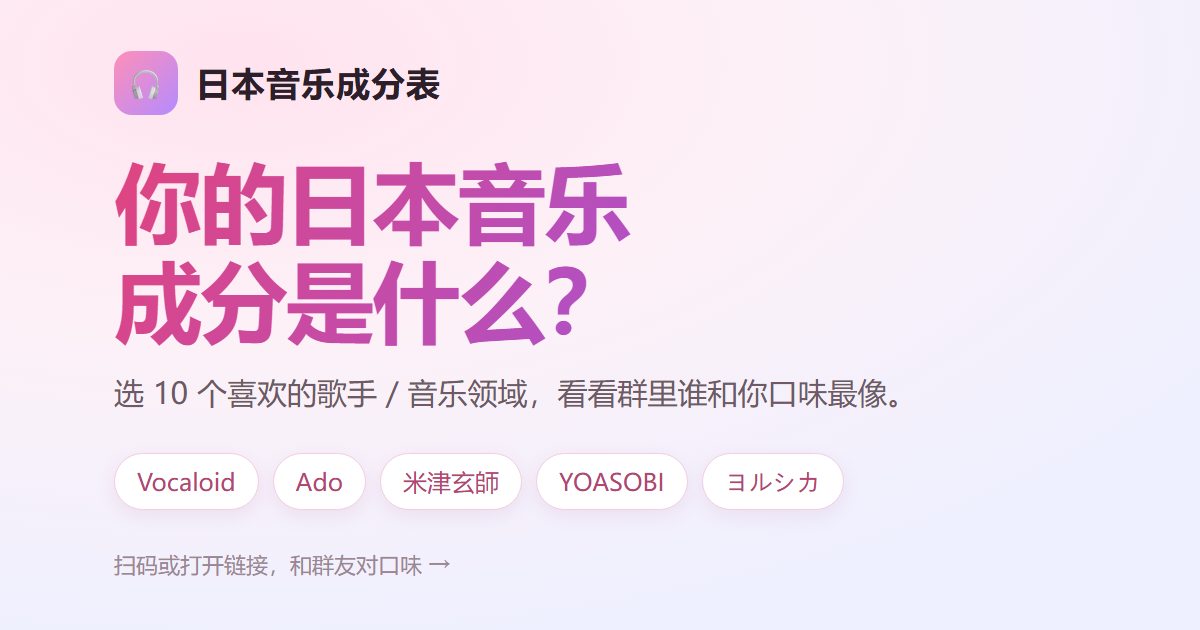 日本音乐成分表
你的日本音乐
成分是什么？
选 10 个喜欢的歌手 / 音乐领域，看看群里谁和你口味最像。
Vocaloid Ado 米津玄師 YOASOBI ヨルシカ
扫码或打开链接，和群友对口味 →